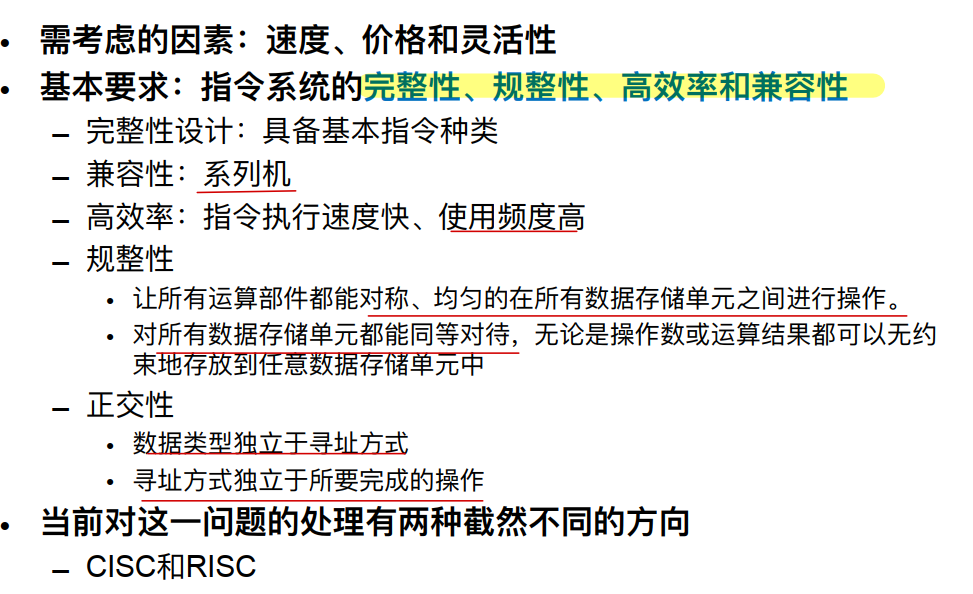 • 需考虑的因素：速度、价格和灵活性
• 基本要求：指令系统的完整性、规整性、高效率和兼容性
– 完整性设计：具备基本指令种类
– 兼容性：系列机
– 高效率：指令执行速度快、使用频度高
– 规整性
• 让所有运算部件都能对称、均匀的在所有数据存储单元之间进行操作。
• 对所有数据存储单元都能同等对待，无论是操作数或运算结果都可以无约
束地存放到任意数据存储单元中
– 正交性
• 数据类型独立于寻址方式
• 寻址方式独立于所要完成的操作
• 当前对这一问题的处理有两种截然不同的方向
– CISC和RISC